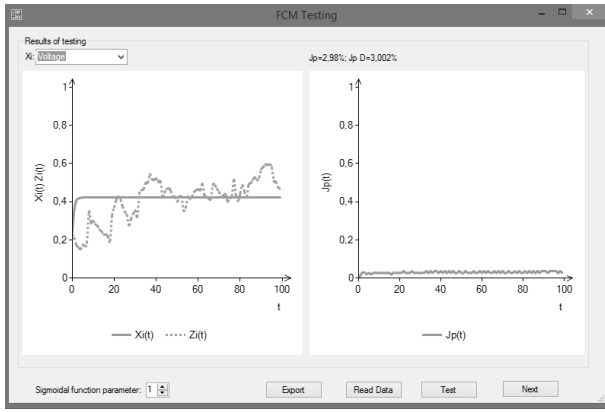 FCM Testing
Results of testing
Xi: Voltage
Jp=2,98%; Jp D=3,002%
1
0,8
0,6
0,4
0,2
0
0 20 40 60 80 100
t
Xi(t) Zi(t)
Xi(t) Zi(t)
1
0,8
0,6
0,4
0,2
0
0 20 40 60 80 100
t
Jp(t)
Jp(t)
Sigmoidal function parameter: 1
Export Read Data Test Next